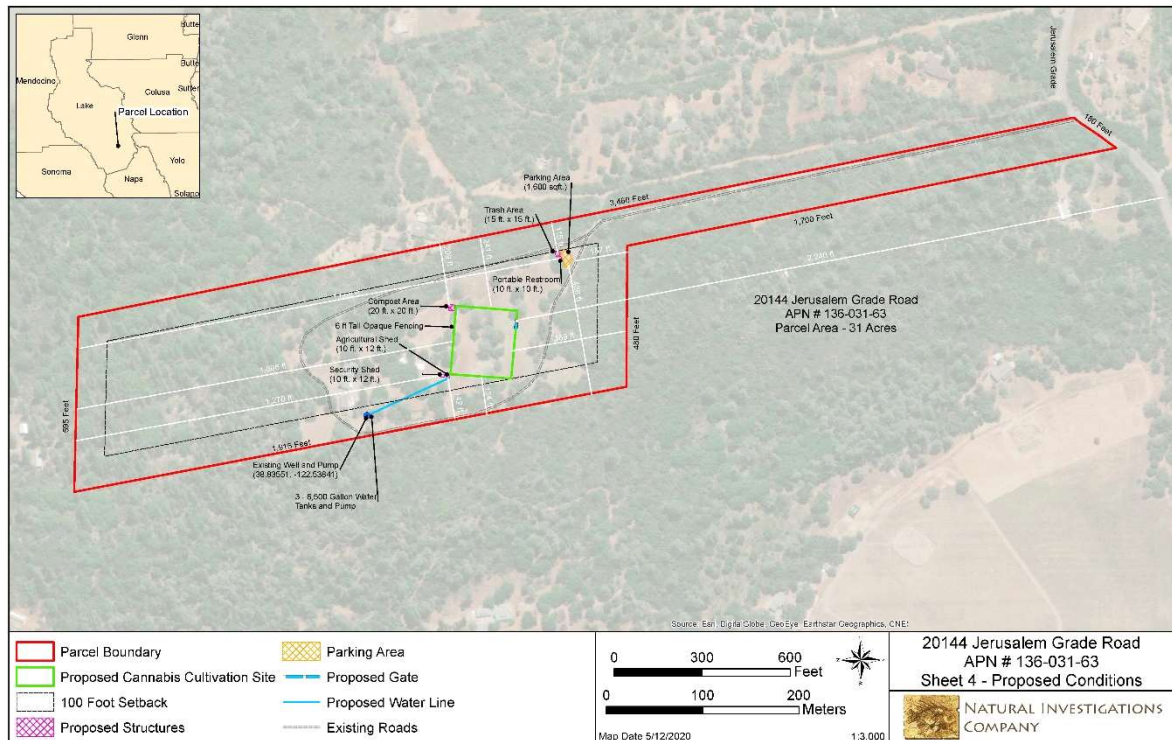 Glenn
Butte
Butte
Mendocino
Lake
Colusa
Sutter
Parcel Location
Yolo
Sonoma
Napa
Solano
Jerusalem Grade
180 Feet
Parking Area
(1,600 sqft.)
Trash Area
(15 ft. x 15 ft.)
3,460 Feet
1,700 Feet
2,240 ft.
Portable Restroom
(10 ft. x 10 ft.)
Compost Area
(20 ft. x 20 ft.)
6 ft Tall Opaque Fencing
Agricultural Shed
(10 ft. x 12 ft.)
Security Shed
(10 ft. x 12 ft.)
20144 Jerusalem Grade Road
APN # 136-031-63
Parcel Area - 31 Acres
480 Feet
695 Feet
1,270 ft.
1,915 Feet
Existing Well and Pump
(38.83551, -122.53841)
3 - 6,500 Gallon Water
Tanks and Pump
Source: Esri, DigitalGlobe, GeoEye, Earthstar Geographics, CNES
Parcel Boundary
Proposed Cannabis Cultivation Site
100 Foot Setback
Proposed Structures
Parking Area
Proposed Gate
Proposed Water Line
Existing Roads
0 300 600
Feet
0 100 200
Meters
Map Date 5/12/2020
1:3,000
20144 Jerusalem Grade Road
APN # 136-031-63
Sheet 4 - Proposed Conditions
NATURAL INVESTIGATIONS
COMPANY